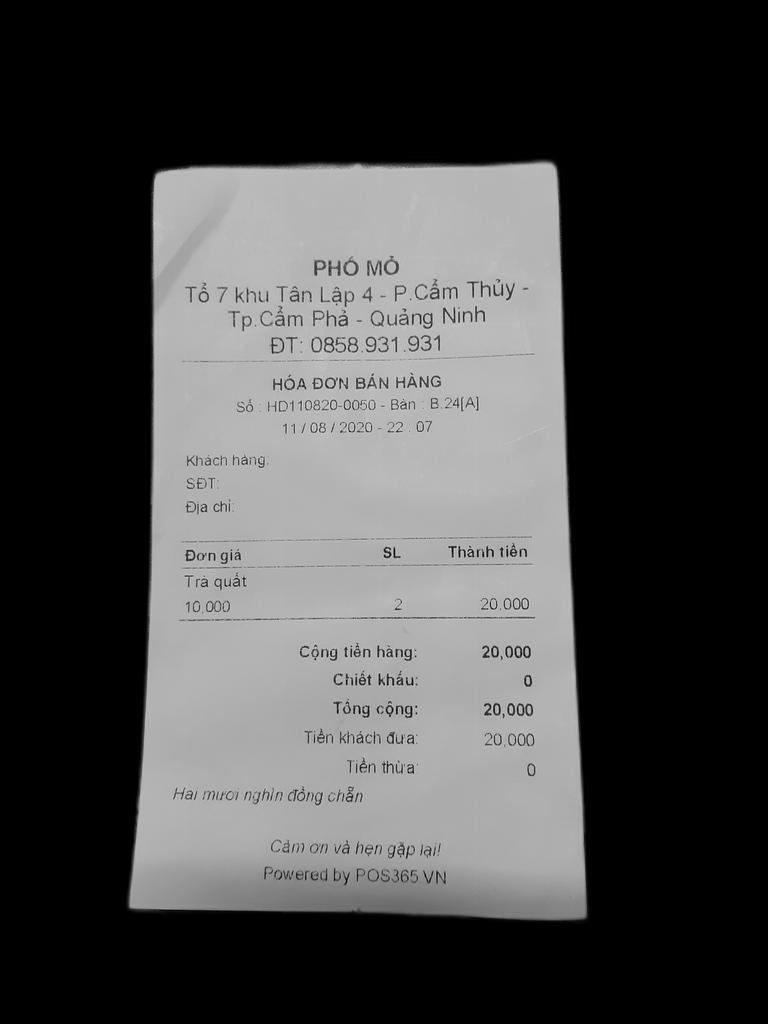 PHỐ MỎ
Tổ 7 khu Tân Lập 4 - P.Cẩm Thủy -
Tp.Cẩm Phả - Quảng Ninh
ĐT: 0858.931.931
HÓA ĐƠN BÁN HÀNG
Số : HD110820-0050 - Bàn : B.24[A]
11 / 08 / 2020 - 22 : 07
Khách hàng:
SĐT:
Địa chỉ:
Đơn giá SL Thành tiền
Trà quất
10,000 2 20,000
Cộng tiền hàng: 20,000
Chiết khấu: 0
Tổng cộng: 20,000
Tiền khách đưa: 20,000
Tiền thừa: 0
Hai mươi nghìn đồng chẵn
Cảm ơn và hẹn gặp lại!
Powered by POS365.VN